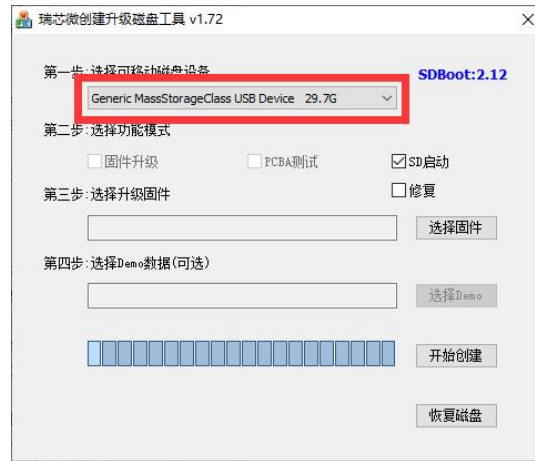 瑞芯微创建升级磁盘工具 v1.72
第一步:选择可移动磁盘设备
SDBoot:2.12
Generic MassStorageClass USB Device 29.7G
第二步:选择功能模式
固件升级 PCBA测试 SD启动
第三步:选择升级固件 修复
选择固件
第四步:选择Demo数据(可选)
选择Demo
开始创建
恢复磁盘